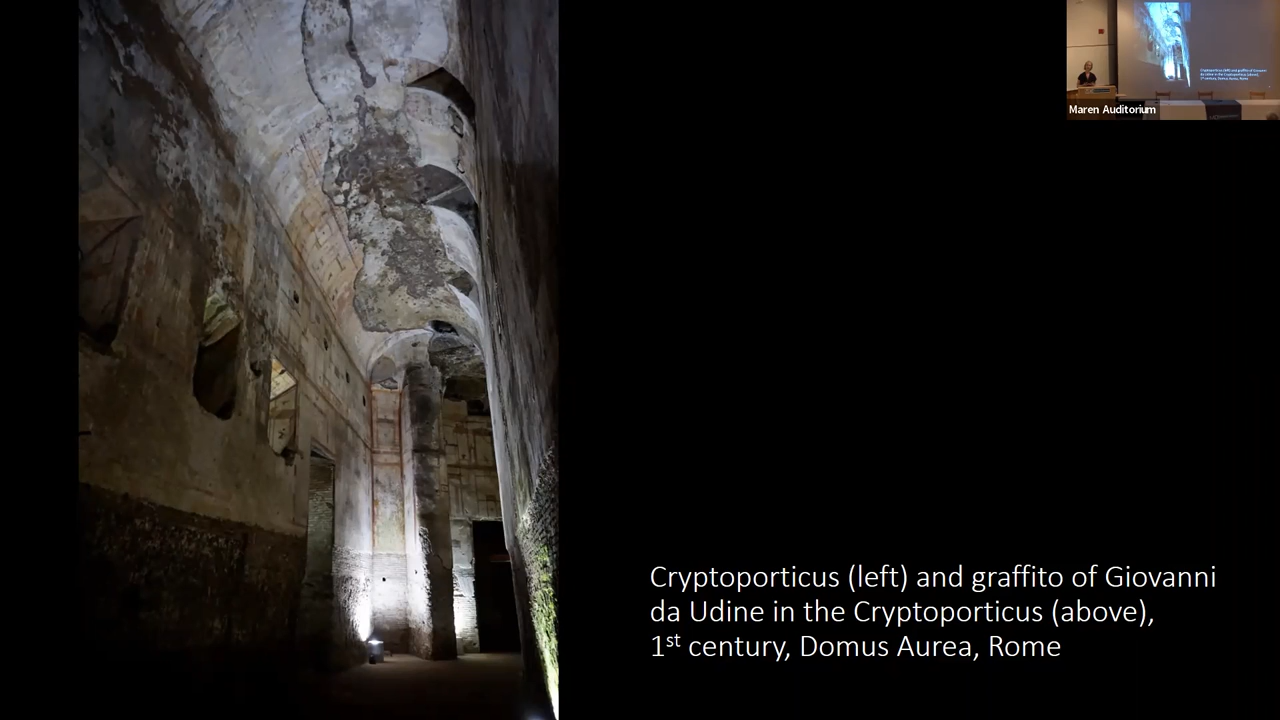 Maren Auditorium
Cryptoporticus (left) and graffito of Giovanni
da Udine in the Cryptoporticus (above),
1st century, Domus Aurea, Rome